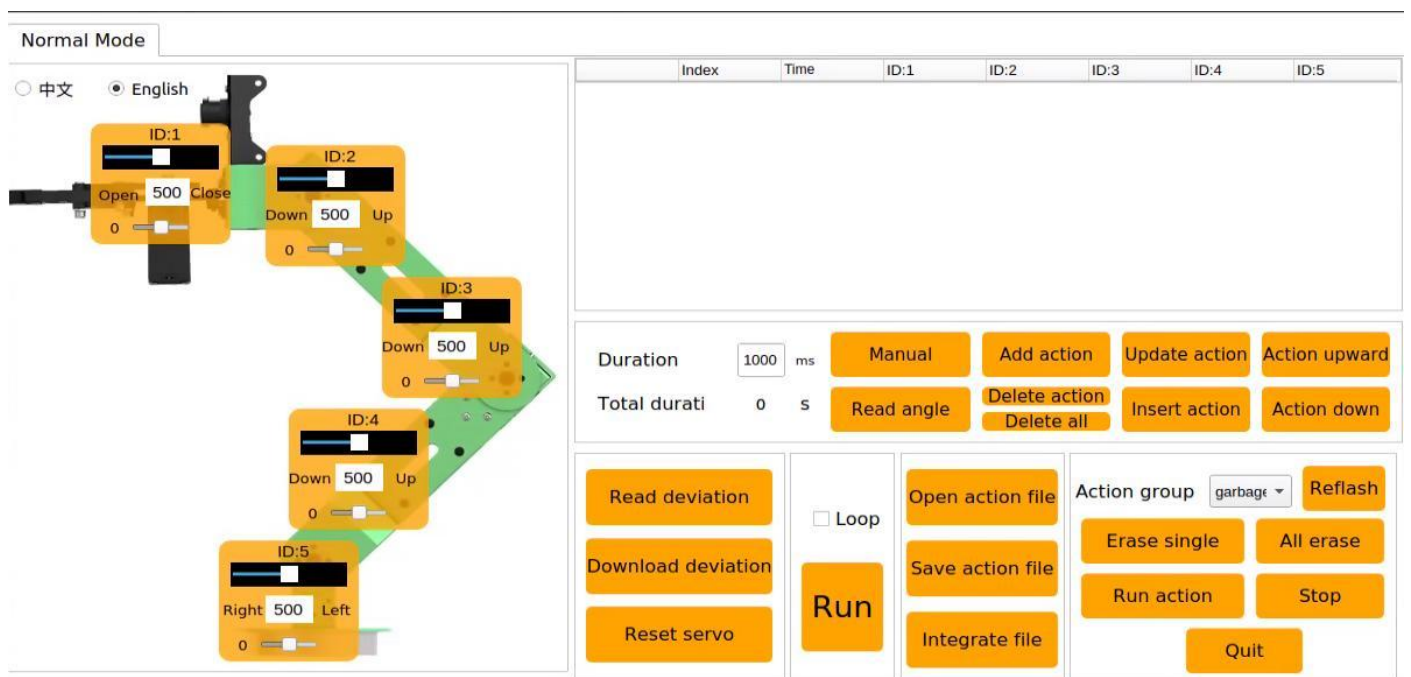 Normal Mode
中文 English
ID:1
Open 500 Close
0
ID:2
Down 500 Up
0
ID:3
Down 500 Up
0
ID:4
Down 500 Up
0
ID:5
Right 500 Left
0
Index Time ID:1 ID:2 ID:3 ID:4 ID:5
Duration 1000 ms
Total durati 0 S
Manual Add action Update action Action upward
Read angle Delete action Insert action Action down
Delete all
Read deviation
Download deviation
Reset servo
Loop
Run
Open action file
Save action file
Integrate file
Action group garbage Reflash
Erase single All erase
Run action Stop
Quit